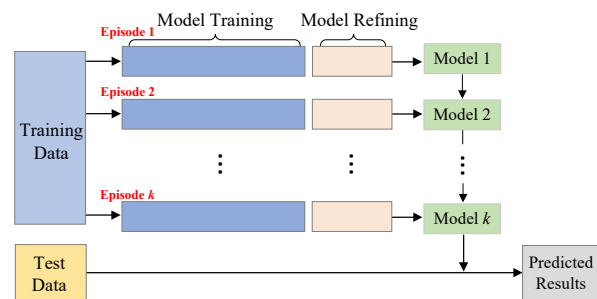 Model Training
Model Refining
Episode 1
Model 1
Episode 2
Model 2
Training
Data
...
...
...
Episode k
Model k
Test
Data
Predicted
Results